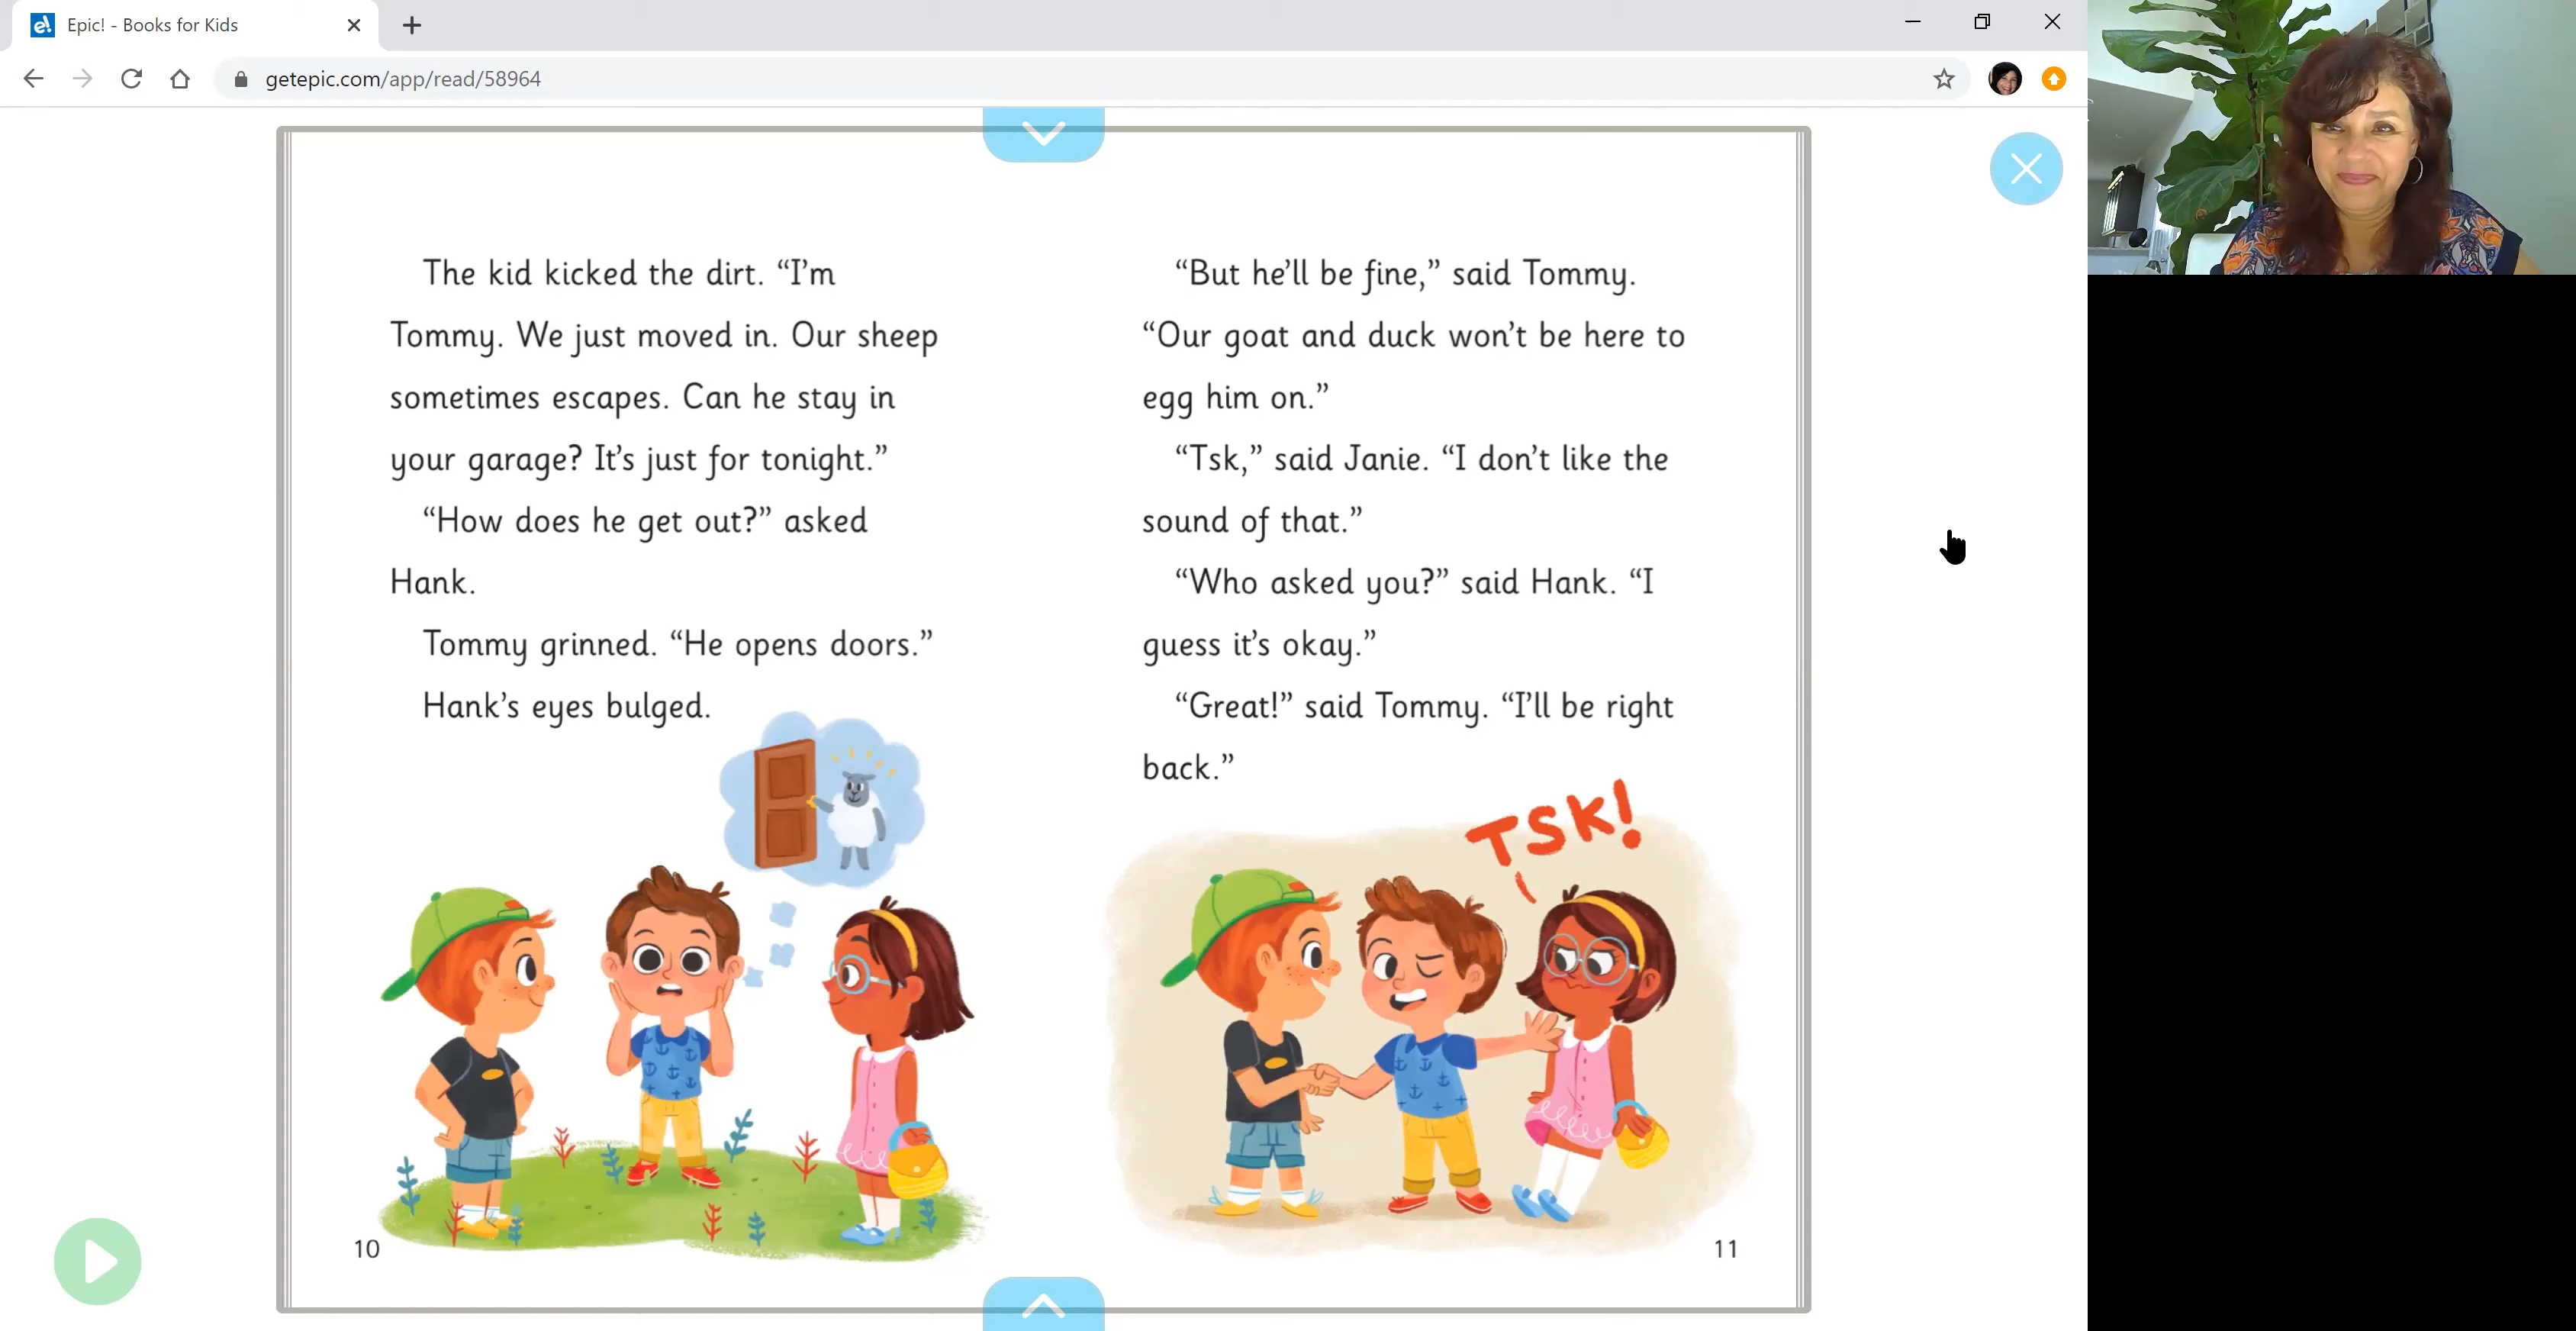 Epic! - Books for Kids
getepic.com/app/read/58964
The kid kicked the dirt. “I’m
Tommy. We just moved in. Our sheep
sometimes escapes. Can he stay in
your garage? It’s just for tonight.”
“How does he get out?” asked
Hank.
Tommy grinned. “He opens doors.”
Hank’s eyes bulged.
10
“But he’ll be fine,” said Tommy.
“Our goat and duck won’t be here to
egg him on.”
“Tsk,” said Janie. “I don’t like the
sound of that.”
“Who asked you?” said Hank. “I
guess it’s okay.”
“Great!” said Tommy. “I’ll be right
back.”
TSK!
11